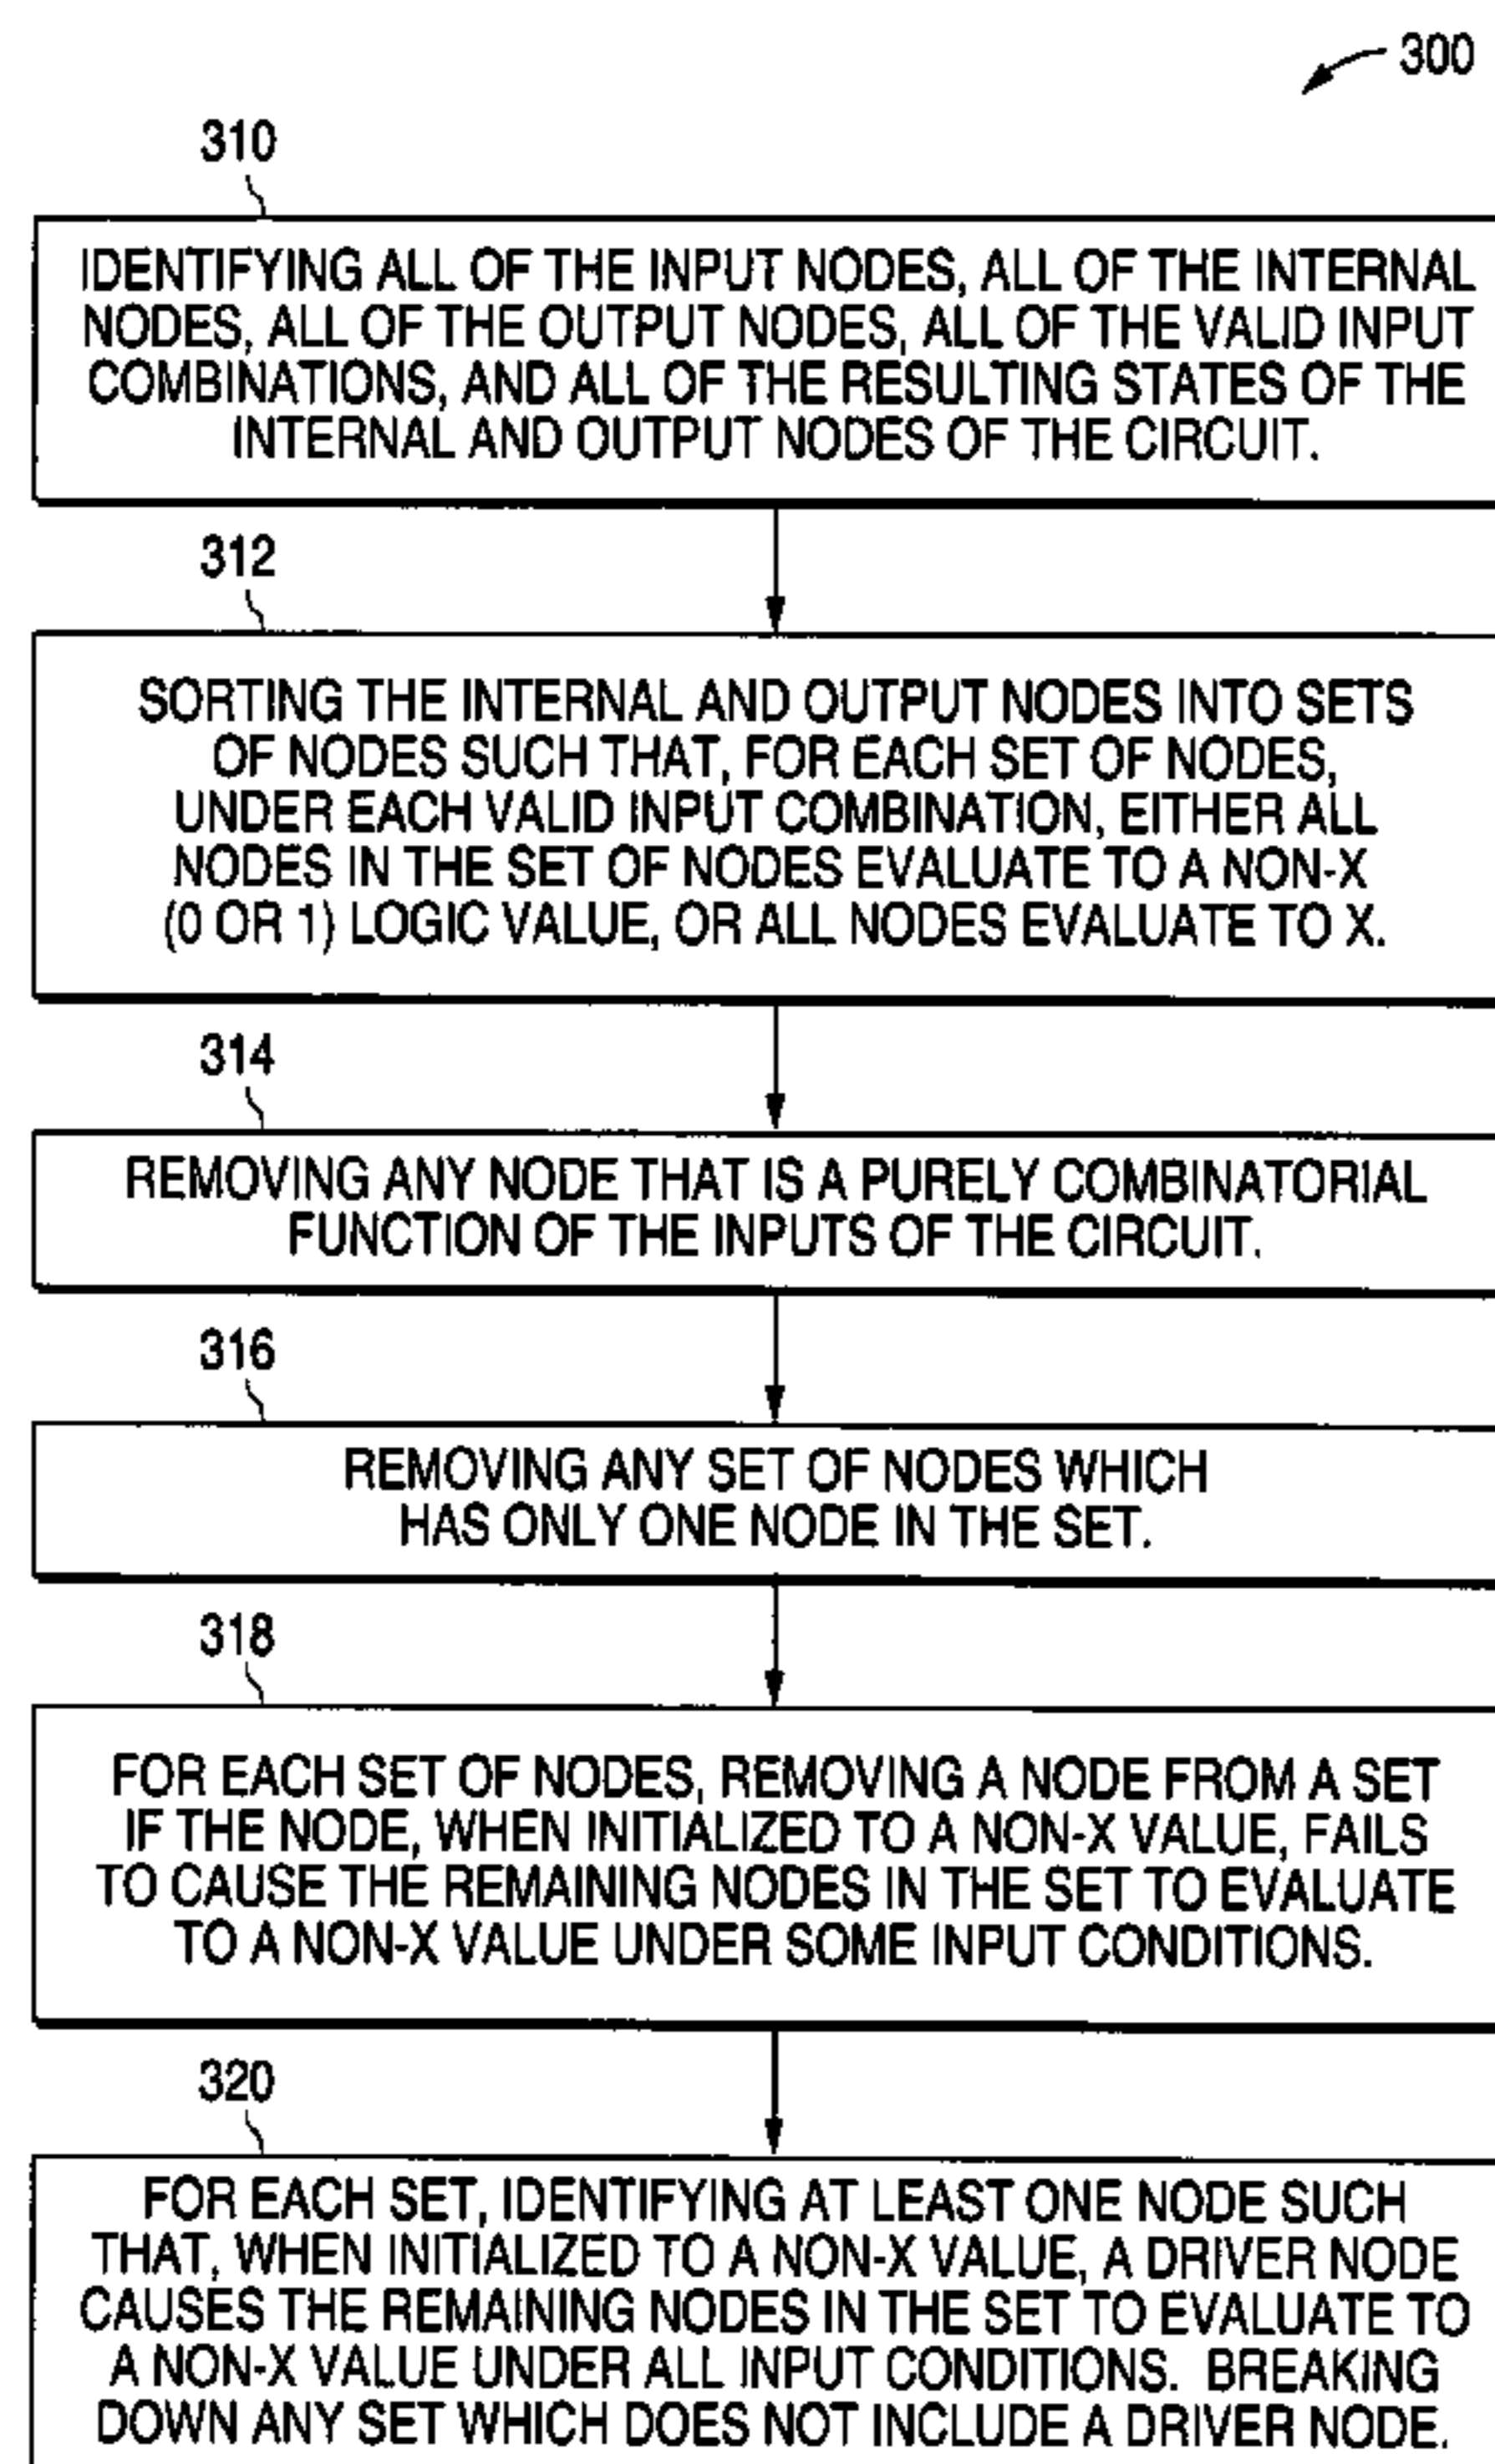 300
310
IDENTIFYING ALL OF THE INPUT NODES, ALL OF THE INTERNAL
NODES, ALL OF THE OUTPUT NODES, ALL OF THE VALID INPUT
COMBINATIONS, AND ALL OF THE RESULTING STATES OF THE
INTERNAL AND OUTPUT NODES OF THE CIRCUIT.
312
SORTING THE INTERNAL AND OUTPUT NODES INTO SETS
OF NODES SUCH THAT, FOR EACH SET OF NODES,
UNDER EACH VALID INPUT COMBINATION, EITHER ALL
NODES IN THE SET OF NODES EVALUATE TO A NON-X
(0 OR 1) LOGIC VALUE, OR ALL NODES EVALUATE TO X.
314
REMOVING ANY NODE THAT IS A PURELY COMBINATORIAL
FUNCTION OF THE INPUTS OF THE CIRCUIT.
316
REMOVING ANY SET OF NODES WHICH
HAS ONLY ONE NODE IN THE SET.
318
FOR EACH SET OF NODES, REMOVING A NODE FROM A SET
IF THE NODE, WHEN INITIALIZED TO A NON-X VALUE, FAILS
TO CAUSE THE REMAINING NODES IN THE SET TO EVALUATE
TO A NON-X VALUE UNDER SOME INPUT CONDITIONS.
320
FOR EACH SET, IDENTIFYING AT LEAST ONE NODE SUCH
THAT, WHEN INITIALIZED TO A NON-X VALUE, A DRIVER NODE
CAUSES THE REMAINING NODES IN THE SET TO EVALUATE TO
A NON-X VALUE UNDER ALL INPUT CONDITIONS. BREAKING
DOWN ANY SET WHICH DOES NOT INCLUDE A DRIVER NODE.